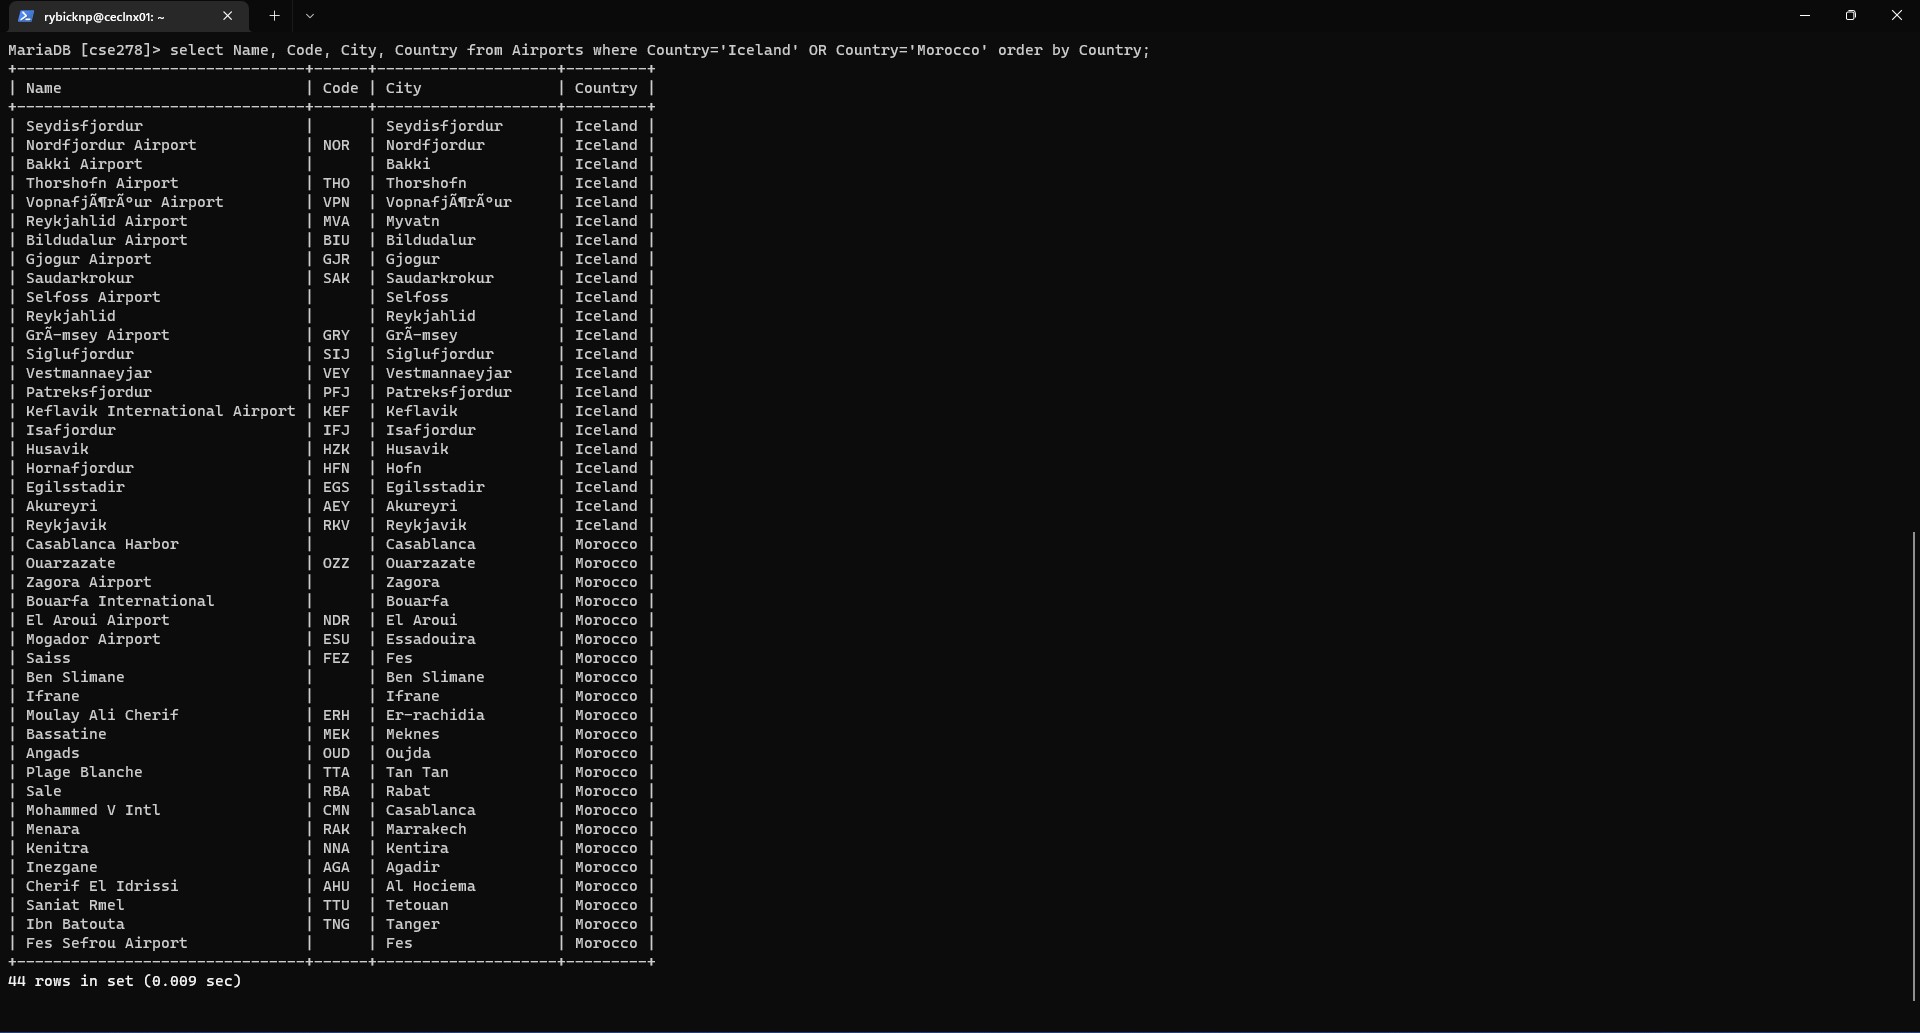 rybicknp@ceclnx01: ~
MariaDB [cse278]> select Name, Code, City, Country from Airports where Country='Iceland' OR Country='Morocco' order by Country;
+--------------------------------+------+--------------------+---------+
| Name                           | Code | City               | Country |
+--------------------------------+------+--------------------+---------+
| Seydisfjordur                  |      | Seydisfjordur      | Iceland |
| Nordfjordur Airport            | NOR  | Nordfjordur        | Iceland |
| Bakki Airport                  |      | Bakki              | Iceland |
| Thorshofn Airport              | THO  | Thorshofn          | Iceland |
| VopnafjÃ¶rÃ°ur Airport         | VPN  | VopnafjÃ¶rÃ°ur     | Iceland |
| Reykjahlid Airport             | MVA  | Myvatn             | Iceland |
| Bildudalur Airport             | BIU  | Bildudalur         | Iceland |
| Gjogur Airport                 | GJR  | Gjogur             | Iceland |
| Saudarkrokur                   | SAK  | Saudarkrokur       | Iceland |
| Selfoss Airport                |      | Selfoss            | Iceland |
| Reykjahlid                     |      | Reykjahlid         | Iceland |
| GrÃ-msey Airport               | GRY  | GrÃ-msey           | Iceland |
| Siglufjordur                   | SIJ  | Siglufjordur       | Iceland |
| Vestmannaeyjar                 | VEY  | Vestmannaeyjar     | Iceland |
| Patreksfjordur                 | PFJ  | Patreksfjordur     | Iceland |
| Keflavik International Airport | KEF  | Keflavik           | Iceland |
| Isafjordur                     | IFJ  | Isafjordur         | Iceland |
| Husavik                        | HZK  | Husavik            | Iceland |
| Hornafjordur                   | HFN  | Hofn               | Iceland |
| Egilsstadir                    | EGS  | Egilsstadir        | Iceland |
| Akureyri                       | AEY  | Akureyri           | Iceland |
| Reykjavik                      | RKV  | Reykjavik          | Iceland |
| Casablanca Harbor              |      | Casablanca         | Morocco |
| Ouarzazate                     | OZZ  | Ouarzazate         | Morocco |
| Zagora Airport                 |      | Zagora             | Morocco |
| Bouarfa International          |      | Bouarfa            | Morocco |
| El Aroui Airport               | NDR  | El Aroui           | Morocco |
| Mogador Airport                | ESU  | Essadouira         | Morocco |
| Saiss                          | FEZ  | Fes                | Morocco |
| Ben Slimane                    |      | Ben Slimane        | Morocco |
| Ifrane                         |      | Ifrane             | Morocco |
| Moulay Ali Cherif              | ERH  | Er-rachidia        | Morocco |
| Bassatine                      | MEK  | Meknes             | Morocco |
| Angads                         | OUD  | Oujda              | Morocco |
| Plage Blanche                  | TTA  | Tan Tan            | Morocco |
| Sale                           | RBA  | Rabat              | Morocco |
| Mohammed V Intl                | CMN  | Casablanca         | Morocco |
| Menara                         | RAK  | Marrakech          | Morocco |
| Kenitra                        | NNA  | Kentira            | Morocco |
| Inezgane                       | AGA  | Agadir             | Morocco |
| Cherif El Idrissi              | AHU  | Al Hociema         | Morocco |
| Saniat Rmel                    | TTU  | Tetouan            | Morocco |
| Ibn Batouta                    | TNG  | Tanger             | Morocco |
| Fes Sefrou Airport             |      | Fes                | Morocco |
+--------------------------------+------+--------------------+---------+
44 rows in set (0.009 sec)